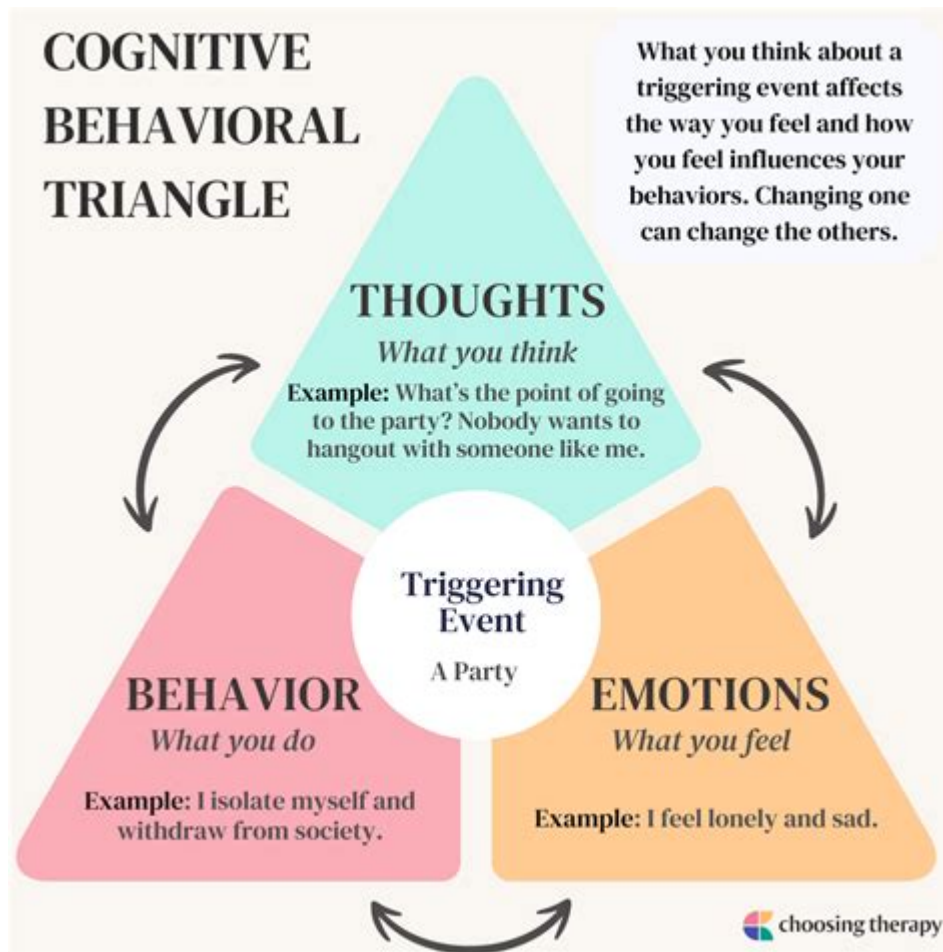 COGNITIVE
BEHAVIORAL
TRIANGLE
What you think about a
triggering event affects
the way you feel and how
you feel influences your
behaviors. Changing one
can change the others.
THOUGHTS
What you think
Example: What's the point of going
to the party? Nobody wants to
hangout with someone like me.
Triggering
Event
A Party
BEHAVIOR
What you do
Example: I isolate myself and
withdraw from society.
EMOTIONS
What you feel
Example: I feel lonely and sad.
choosing therapy